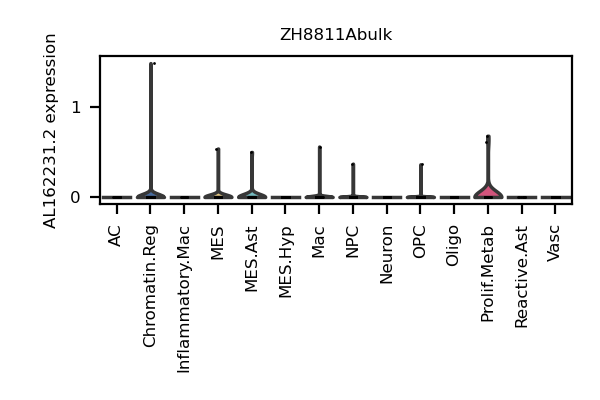 ZH8811Abulk
AL162231.2 expression
1
0
AC
Chromatin.Reg
Inflammatory.Mac
MES
MES.Ast
MES.Hyp
Mac
NPC
Neuron
OPC
Oligo
Prolif.Metab
Reactive.Ast
Vasc